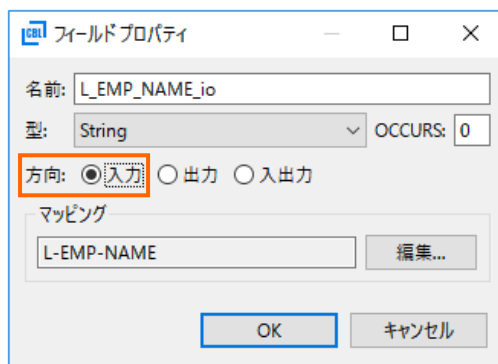 CBL フィールド プロパティ
名前: L_EMP_NAME_io
型: String OCCURS: 0
方向: 入力 出力 入出力
マッピング
L-EMP-NAME 編集...
OK キャンセル